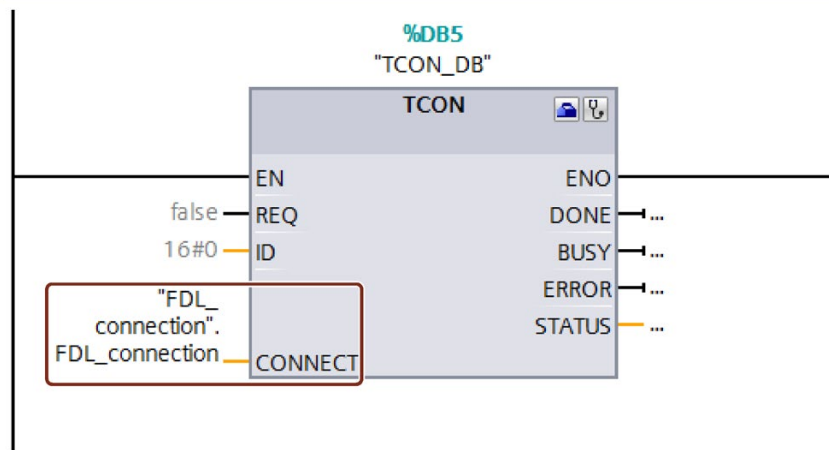 %DB5
"TCON_DB"
TCON
EN ENO
false REQ DONE ...
16#0 ID BUSY ...
"FDL_ ERROR ...
connection". STATUS ...
FDL_connection CONNECT